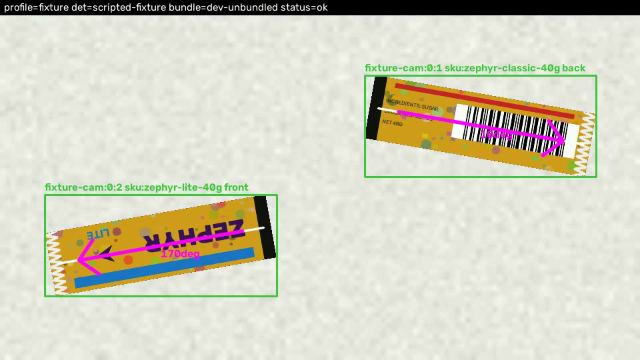 profile=fixture det=scripted-fixture bundle=dev-unbundled status=ok
fixture-cam:0:1 sku:zephyr-classic-40g back
INGREDIENTS: SUGAR
NET 40G
fixture-cam:0:2 sku:zephyr-lite-40g front
LITE
ZEPHYR
170deg